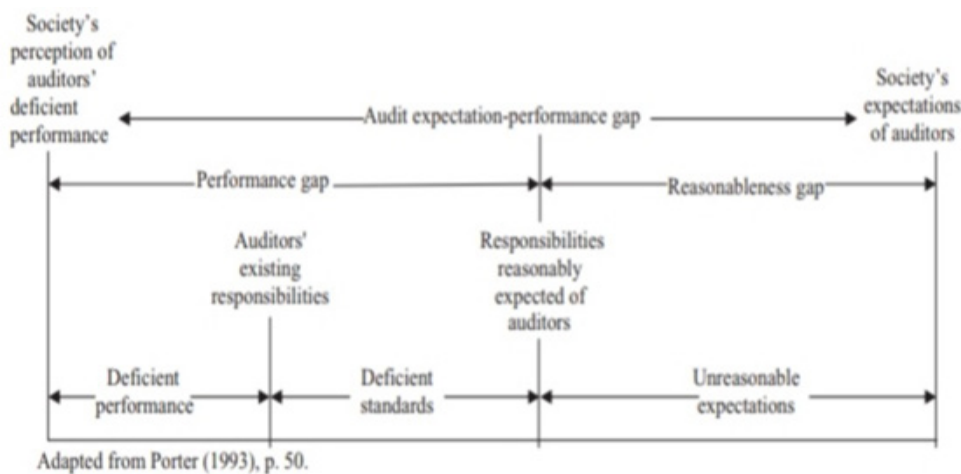 Society's
perception of
auditors'
deficient
performance
Society's
expectations
of auditors
Audit expectation-performance gap
Performance gap
Reasonableness gap
Auditors'
existing
responsibilities
Responsibilities
reasonably
expected of
auditors
Deficient
performance
Deficient
standards
Unreasonable
expectations
Adapted from Porter (1993), p. 50.